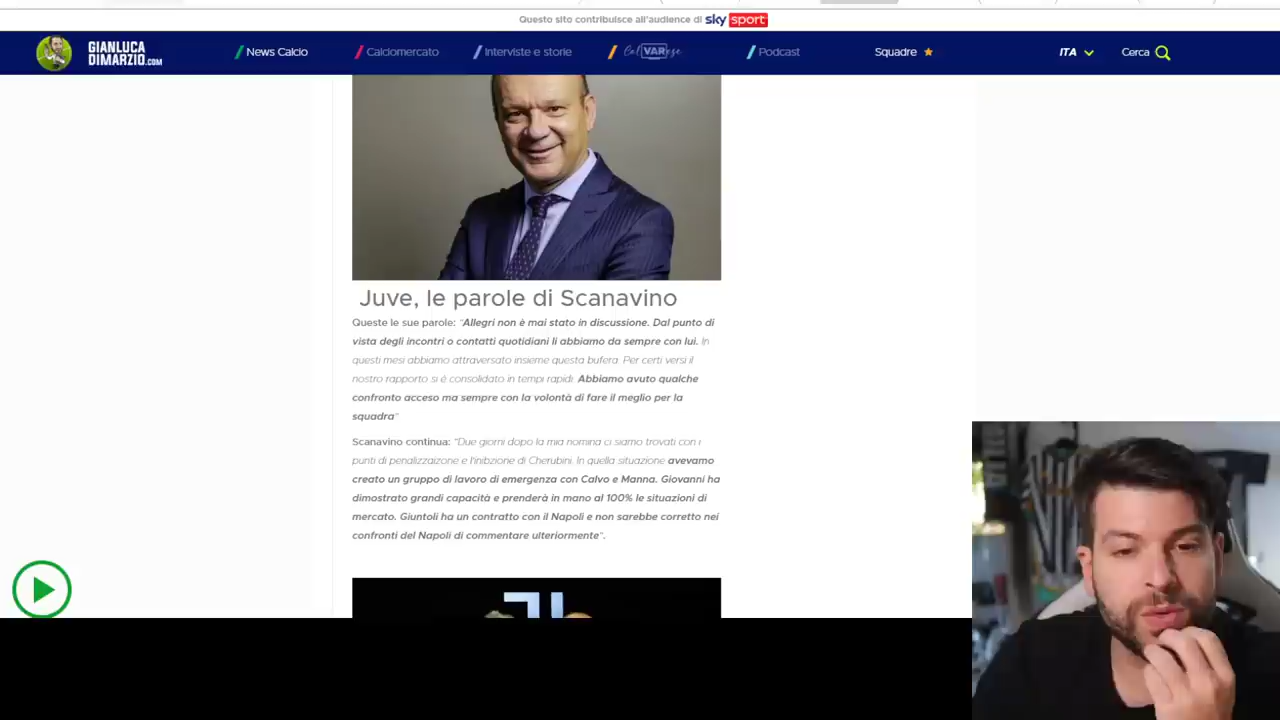 Questo sito contribuisce all'audience di sky sport
GIANLUCA
DIMARZIO.COM
News Calcio
Calciomercato
Interviste e storie
CalVARese
Podcast
Squadre
ITA
Cerca
Juve, le parole di Scanavino
Queste le sue parole: "Allegri non è mai stato in discussione. Dal punto di
vista degli incontri o contatti quotidiani li abbiamo da sempre con lui. In
questi mesi abbiamo attraversato insieme questa bufera. Per certi versi il
nostro rapporto si è consolidato in tempi rapidi. Abbiamo avuto qualche
confronto acceso ma sempre con la volontà di fare il meglio per la
squadra"
Scanavino continua: "Due giorni dopo la mia nomina ci siamo trovati con i
punti di penalizzaizone e l'inibzione di Cherubini. In quella situazione avevamo
creato un gruppo di lavoro di emergenza con Calvo e Manna. Giovanni ha
dimostrato grandi capacità e prenderà in mano al 100% le situazioni di
mercato. Giuntoli ha un contratto con il Napoli e non sarebbe corretto nei
confronti del Napoli di commentare ulteriormente".